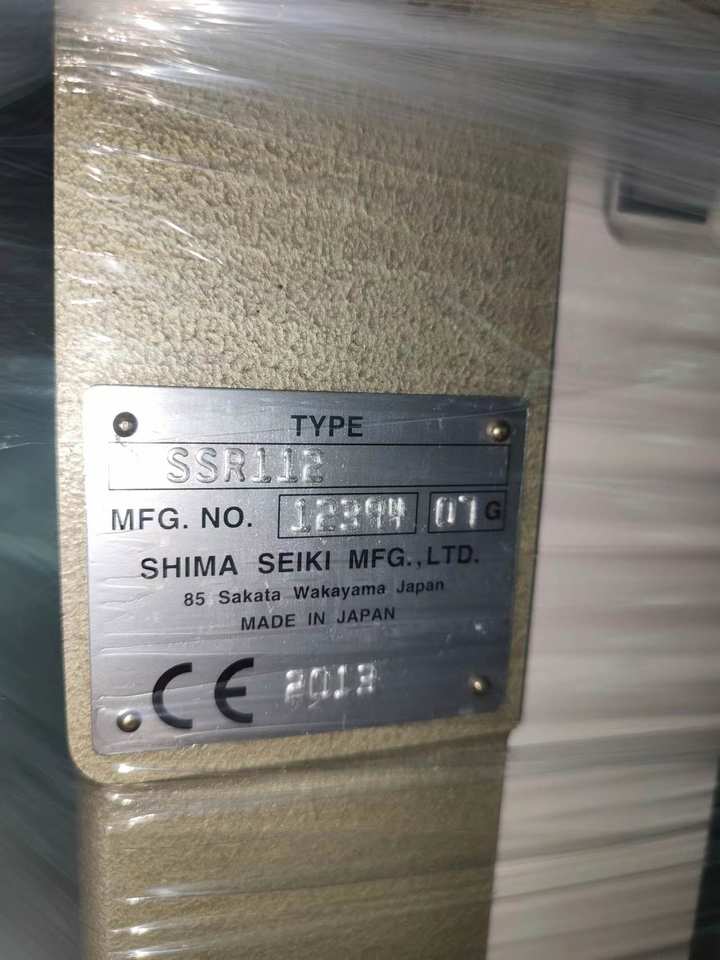 TYPE
SSR112
MFG. NO. 12394 07 G
SHIMA SEIKI MFG.,LTD.
85 Sakata Wakayama Japan
MADE IN JAPAN
CE 2013